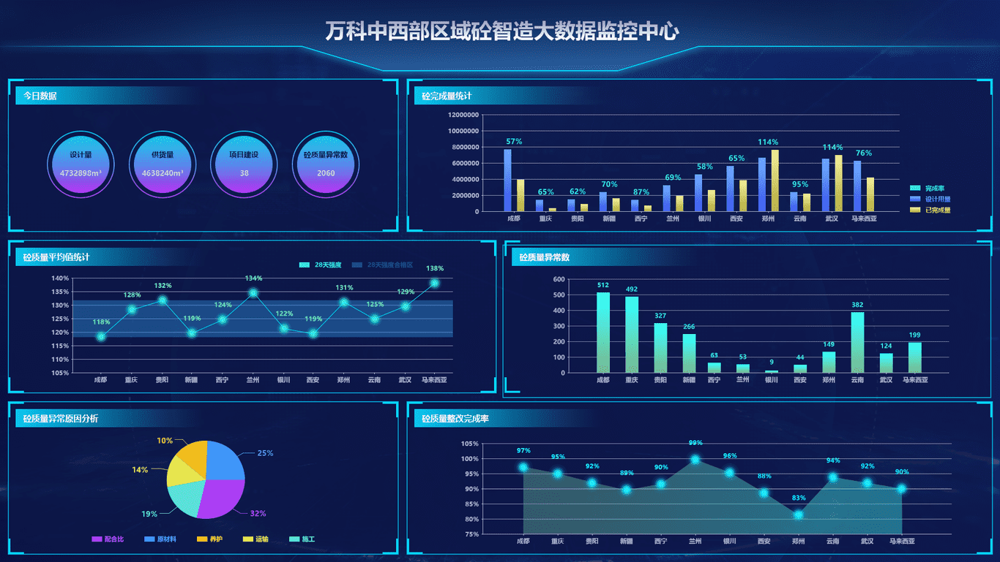 万科中西部区域砼智造大数据监控中心
今日数据
设计量
4732898m³
供货量
4638240m³
项目建设
38
砼质量异常数
2060
砼完成量统计
12000000
10000000
8000000
6000000
4000000
2000000
0
57% 65% 62% 70% 87% 69% 58% 65% 114% 95% 114% 76%
成都 重庆 贵阳 新疆 西宁 兰州 银川 西安 郑州 云南 武汉 马来西亚
完成率
设计用量
已完成量
砼质量平均值统计
28天强度 28天强度合格区
140%
135%
130%
125%
120%
115%
110%
105%
118% 128% 132% 119% 124% 134% 122% 119% 131% 125% 129% 138%
成都 重庆 贵阳 新疆 西宁 兰州 银川 西安 郑州 云南 武汉 马来西亚
砼质量异常数
600
500
400
300
200
100
0
512 492 327 266 63 53 9 44 149 382 124 199
成都 重庆 贵阳 新疆 西宁 兰州 银川 西安 郑州 云南 武汉 马来西亚
砼质量异常原因分析
10%
25%
14%
19%
32%
配合比 原材料 养护 运输 施工
砼质量整改完成率
105%
100%
95%
90%
85%
80%
75%
97% 95% 92% 89% 90% 99% 96% 88% 83% 94% 92% 90%
成都 重庆 贵阳 新疆 西宁 兰州 银川 西安 郑州 云南 武汉 马来西亚